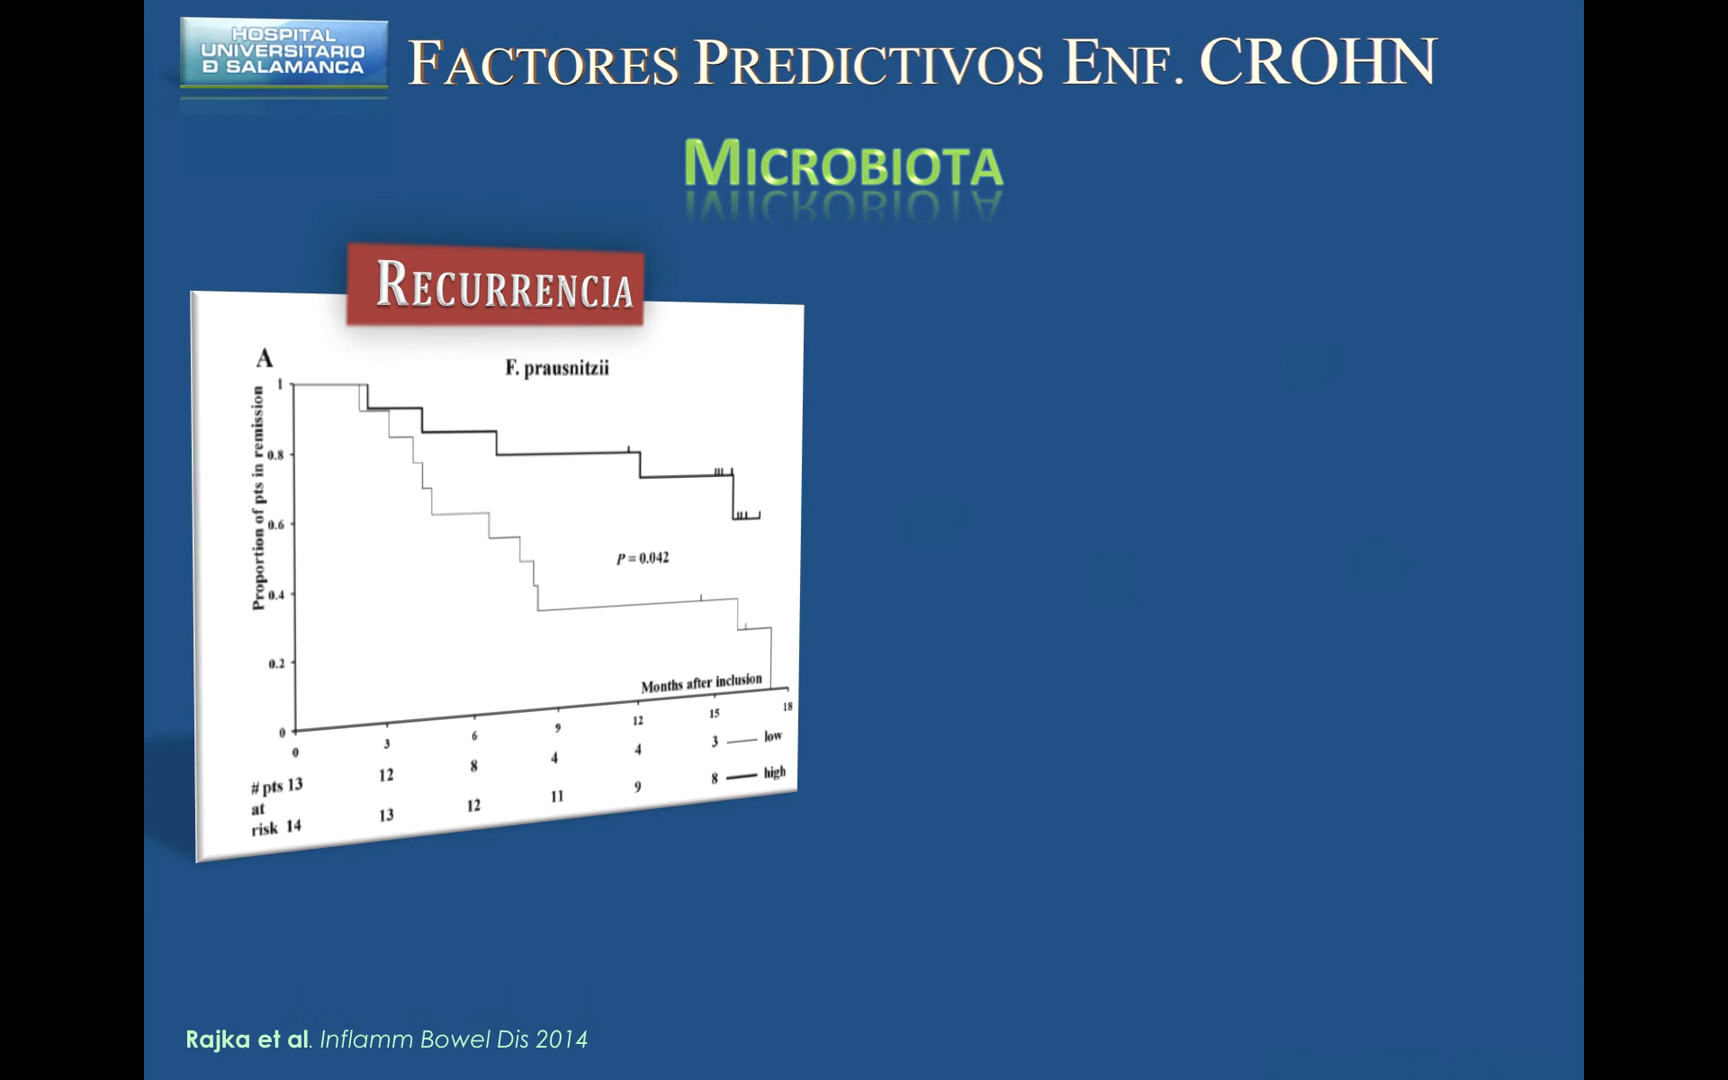 HOSPITAL
UNIVERSITARIO
Ð SALAMANCA
FACTORES PREDICTIVOS ENF. CROHN
MICROBIOTA
RECURRENCIA
A
F. prausnitzii
Proportion of pts in remission
1
0.8
0.6
0.4
0.2
0
P = 0.042
Months after inclusion
0 3 6 9 12 15 18
# pts 13 12 8 4 4 3 low
at
risk 14 13 12 11 9 8 high
Rajka et al. Inflamm Bowel Dis 2014